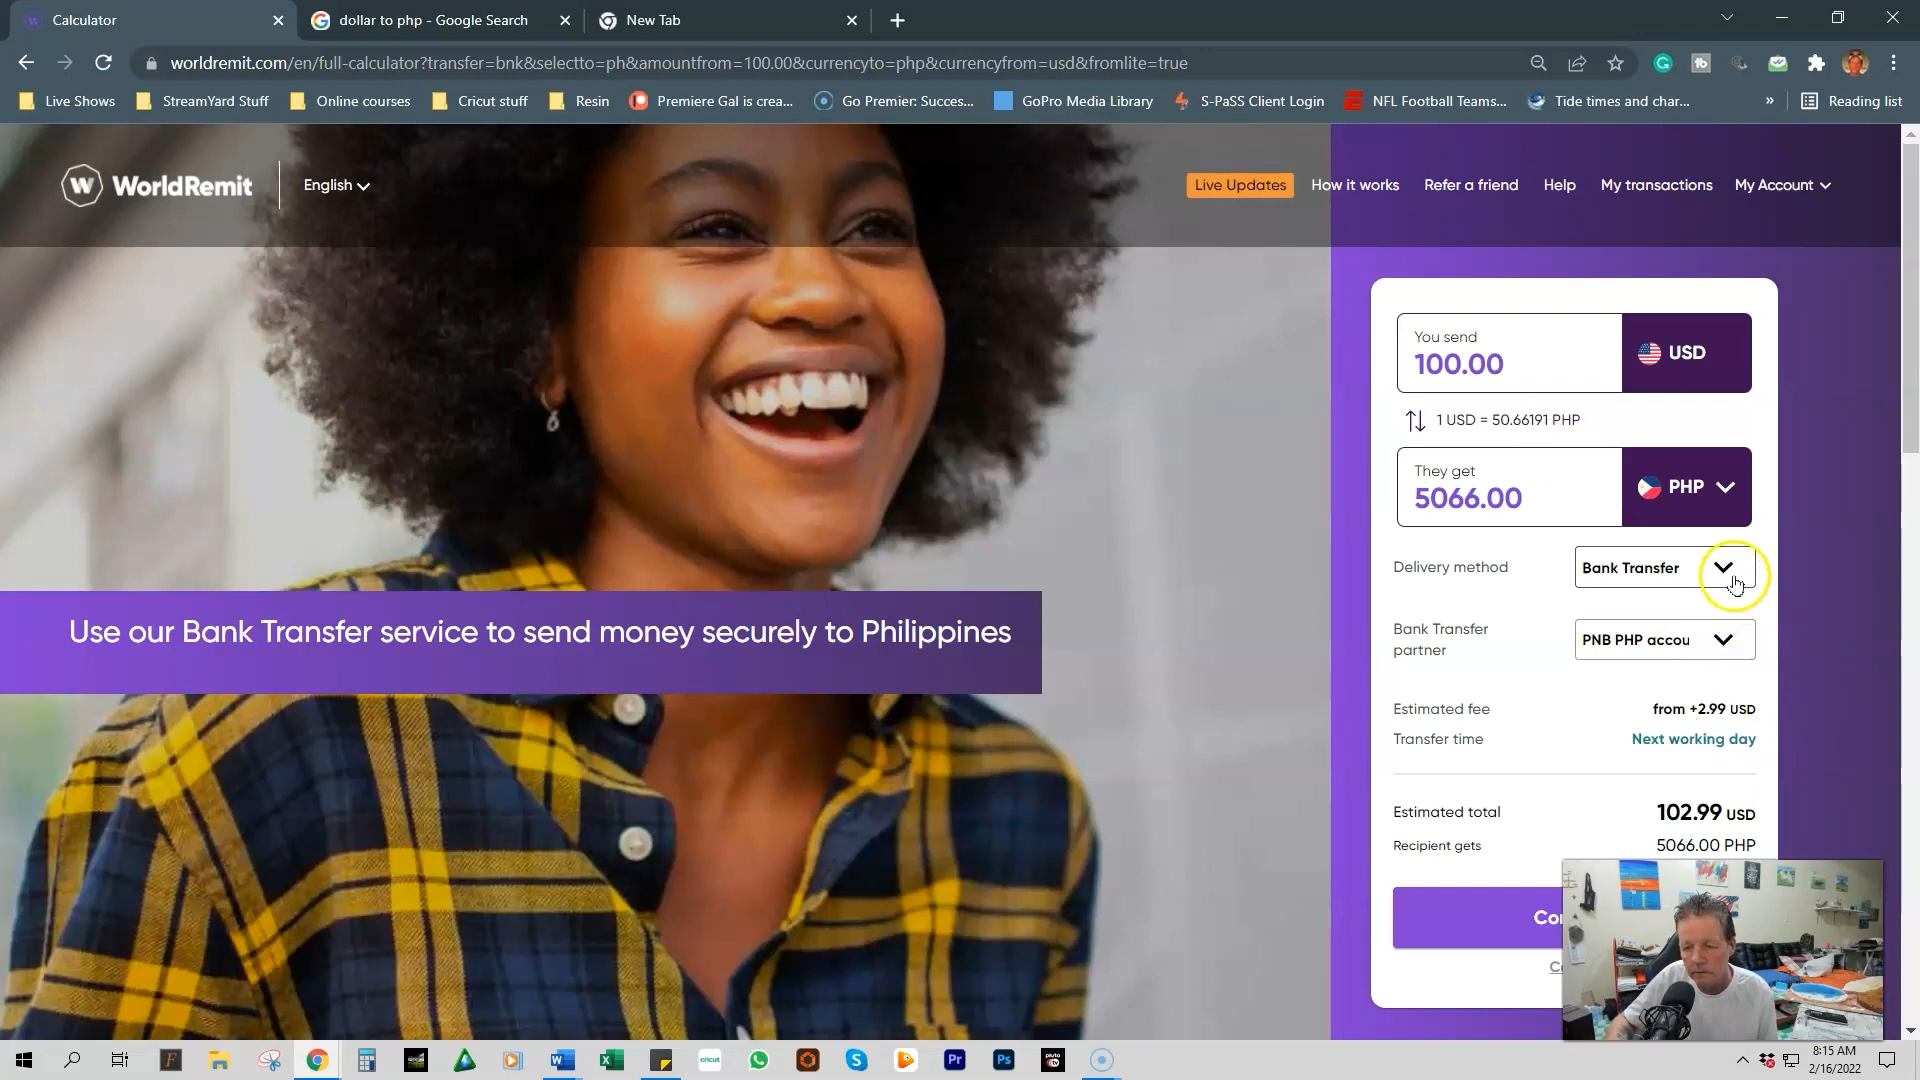 Calculator
dollar to php - Google Search
New Tab
worldremit.com/en/full-calculator?transfer=bnk&selectto=ph&amountfrom=100.00&currencyto=php&currencyfrom=usd&fromlite=true
Live Shows
StreamYard Stuff
Online courses
Cricut stuff
Resin
Premiere Gal is crea...
Go Premier: Succes...
GoPro Media Library
S-PaSS Client Login
NFL Football Teams...
Tide times and char...
»
Reading list
W WorldRemit
English
Live Updates
How it works
Refer a friend
Help
My transactions
My Account
You send
100.00
USD
1 USD = 50.66191 PHP
They get
5066.00
PHP
Delivery method
Bank Transfer
Use our Bank Transfer service to send money securely to Philippines
Bank Transfer
partner
PNB PHP accou
Estimated fee
from +2.99 USD
Transfer time
Next working day
Estimated total
102.99 USD
Recipient gets
5066.00 PHP
8:15 AM
2/16/2022